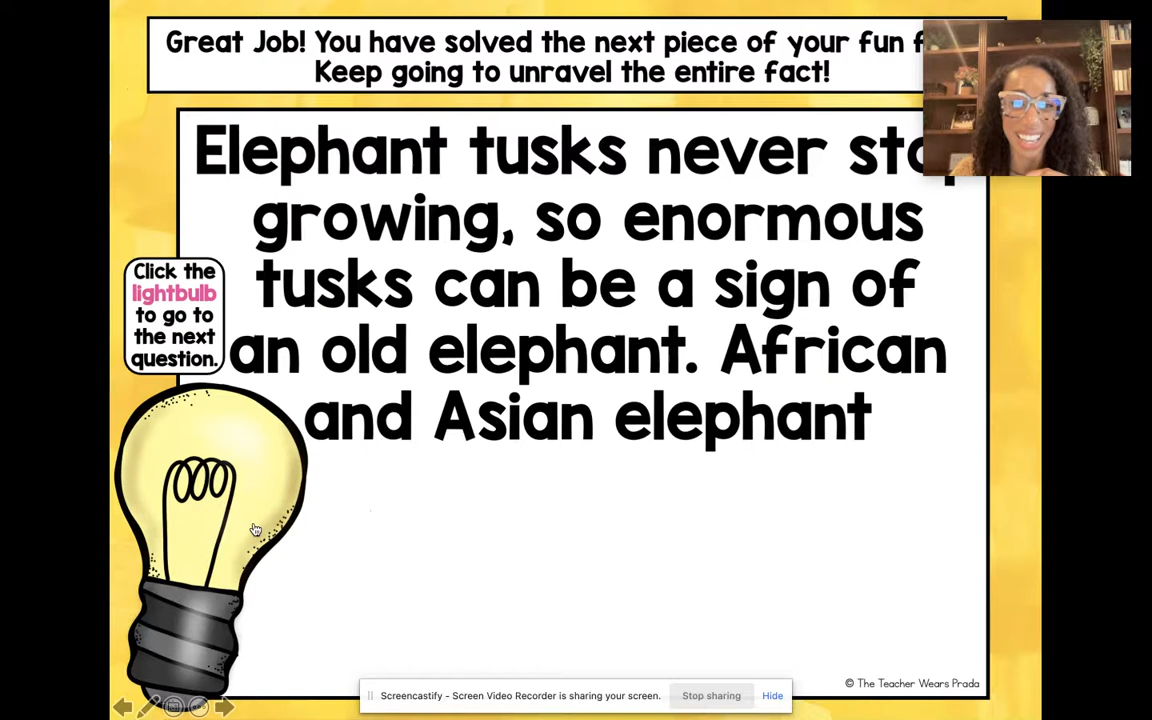 Great Job! You have solved the next piece of your fun
Keep going to unravel the entire fact!
Elephant tusks never
growing, so enormous
tusks can be a sign of
an old elephant. African
and Asian elephant
Click the
lightbulb
to go to
the next
question.
Screencastify - Screen Video Recorder is sharing your screen. Stop sharing Hide
© The Teacher Wears Prada